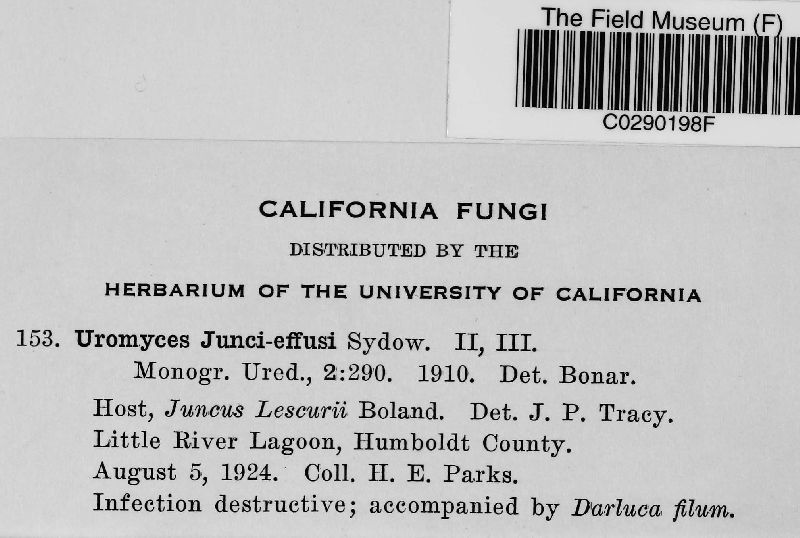 The Field Museum (F)
C0290198F
CALIFORNIA FUNGI
DISTRIBUTED BY THE
HERBARIUM OF THE UNIVERSITY OF CALIFORNIA
153. Uromyces Junci-effusi Sydow. II, III.
Monogr. Ured., 2:290. 1910. Det. Bonar.
Host, Juncus Lescurii Boland. Det. J. P. Tracy.
Little River Lagoon, Humboldt County.
August 5, 1924. Coll. H. E. Parks.
Infection destructive; accompanied by Darluca filum.